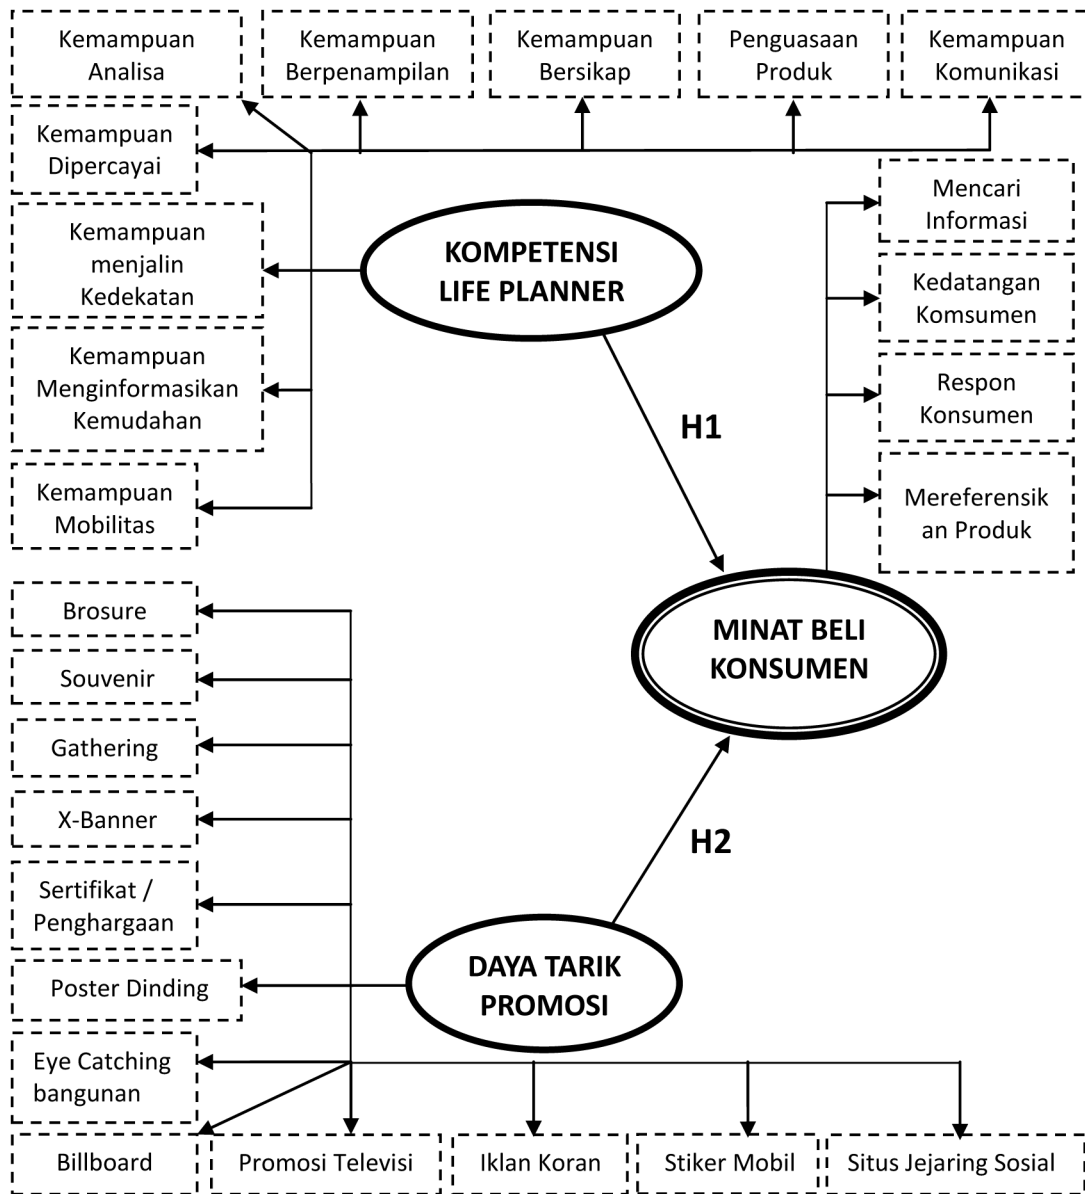 Kemampuan
Analisa
Kemampuan
Berpenampilan
Kemampuan
Bersikap
Penguasaan
Produk
Kemampuan
Komunikasi
Kemampuan
Dipercayai
Kemampuan
menjalin
Kedekatan
Kemampuan
Menginformasikan
Kemudahan
Kemampuan
Mobilitas
KOMPETENSI
LIFE PLANNER
Mencari
Informasi
Kedatangan
Komsumen
Respon
Konsumen
Mereferensik
an Produk
H1
MINAT BELI
KONSUMEN
H2
Brosure
Souvenir
Gathering
X-Banner
Sertifikat /
Penghargaan
Poster Dinding
Eye Catching
bangunan
DAYA TARIK
PROMOSI
Billboard
Promosi Televisi
Iklan Koran
Stiker Mobil
Situs Jejaring Sosial